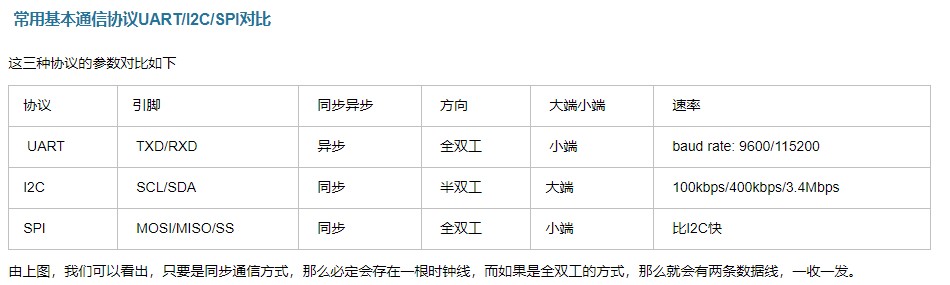 常用基本通信协议UART/I2C/SPI对比
这三种协议的参数对比如下
协议 引脚 同步异步 方向 大端小端 速率
UART TXD/RXD 异步 全双工 小端 baud rate: 9600/115200
I2C SCL/SDA 同步 半双工 大端 100kbps/400kbps/3.4Mbps
SPI MOSI/MISO/SS 同步 全双工 小端 比I2C快
由上图，我们可以看出，只要是同步通信方式，那么必定会存在一根时钟线，而如果是全双工的方式，那么就会有两条数据线，一收一发。